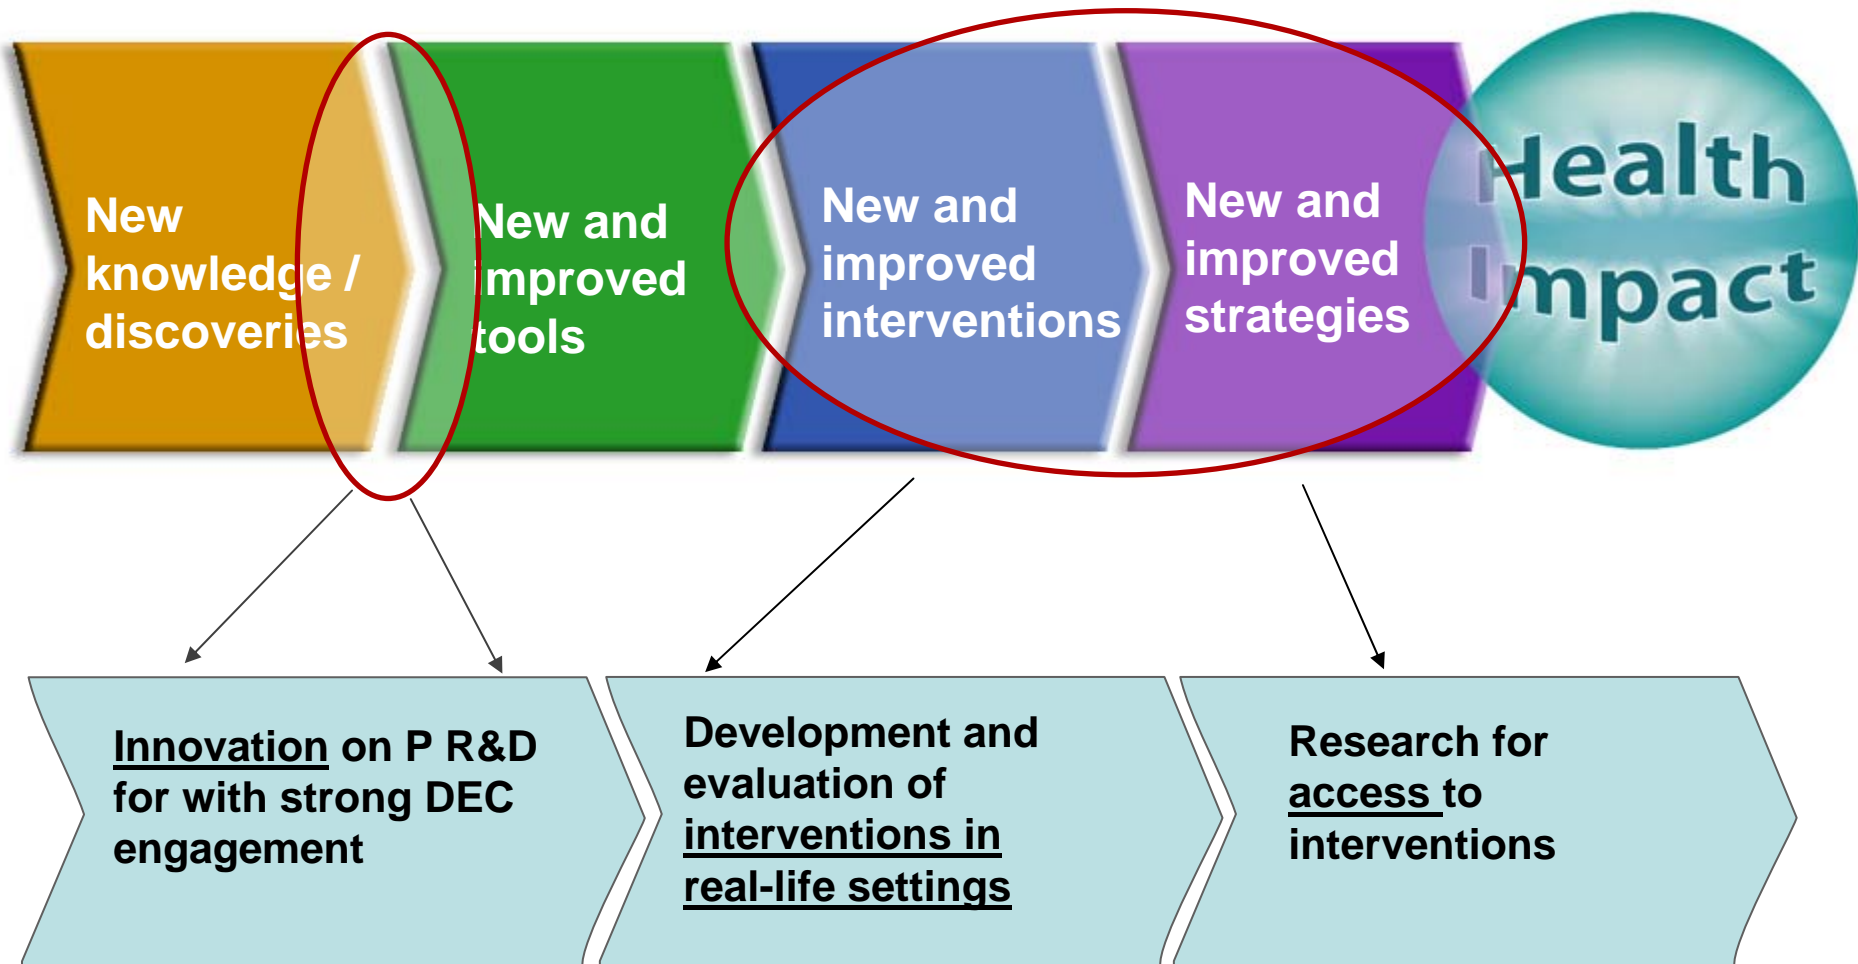 New
knowledge /
discoveries
New and
improved
tools
New and
improved
interventions
New and
improved
strategies
Health
Impact
Innovation on P R&D
for with strong DEC
engagement
Development and
evaluation of
interventions in
real-life settings
Research for
access to
interventions